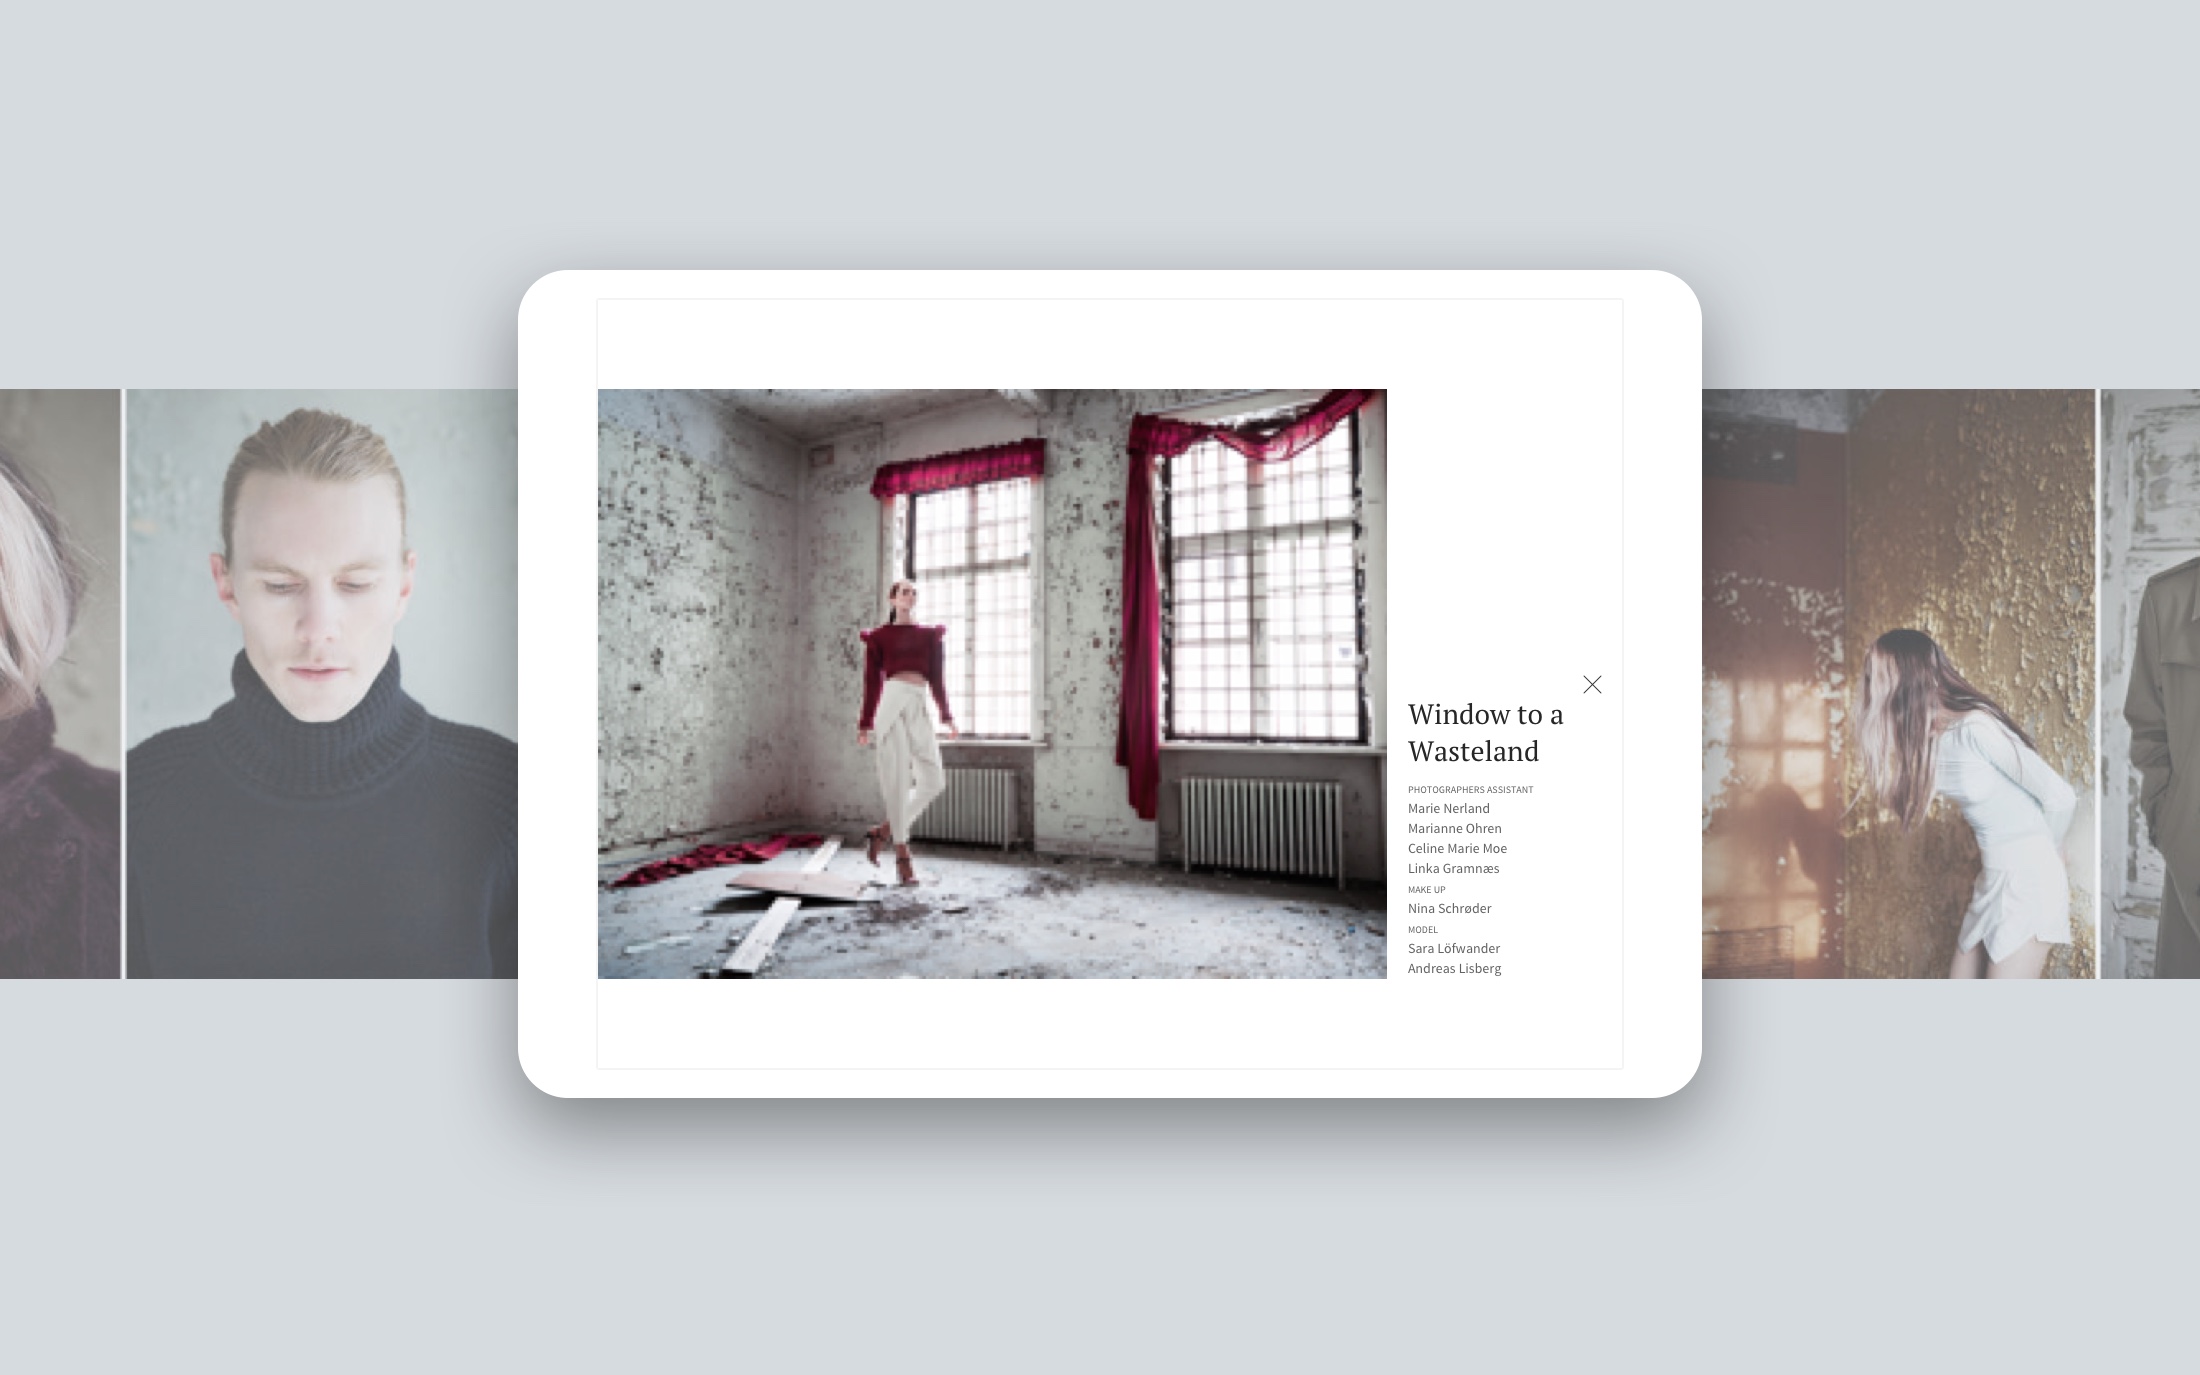 Window to a
Wasteland
PHOTOGRAPHERS ASSISTANT
Marie Nerland
Marianne Ohren
Celine Marie Moe
Linka Gramnæs
MAKE UP
Nina Schrøder
MODEL
Sara Löfwander
Andreas Lisberg